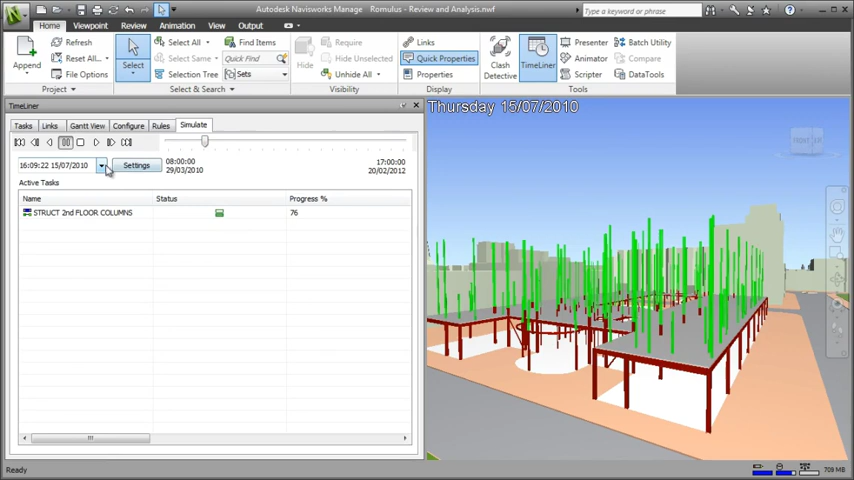 Autodesk Navisworks Manage Romulus - Review and Analysis.nwf
Type a keyword or phrase
Home Viewpoint Review Animation View Output
Append
Refresh
Reset All...
File Options
Project
Select
Select All
Select Same
Selection Tree
Find Items
Quick Find
Sets
Select & Search
Hide
Require
Hide Unselected
Unhide All
Visibility
Links
Quick Properties
Properties
Display
Clash Detective
TimeLiner
Presenter
Animator
Scripter
Batch Utility
Compare
DataTools
Tools
TimeLiner
Tasks Links Gantt View Configure Rules Simulate
16:09:22 15/07/2010
Settings
08:00:00
29/03/2010
17:00:00
20/02/2012
Active Tasks
Name Status Progress %
STRUCT 2nd FLOOR COLUMNS 76
Thursday 15/07/2010
Ready
709 MB